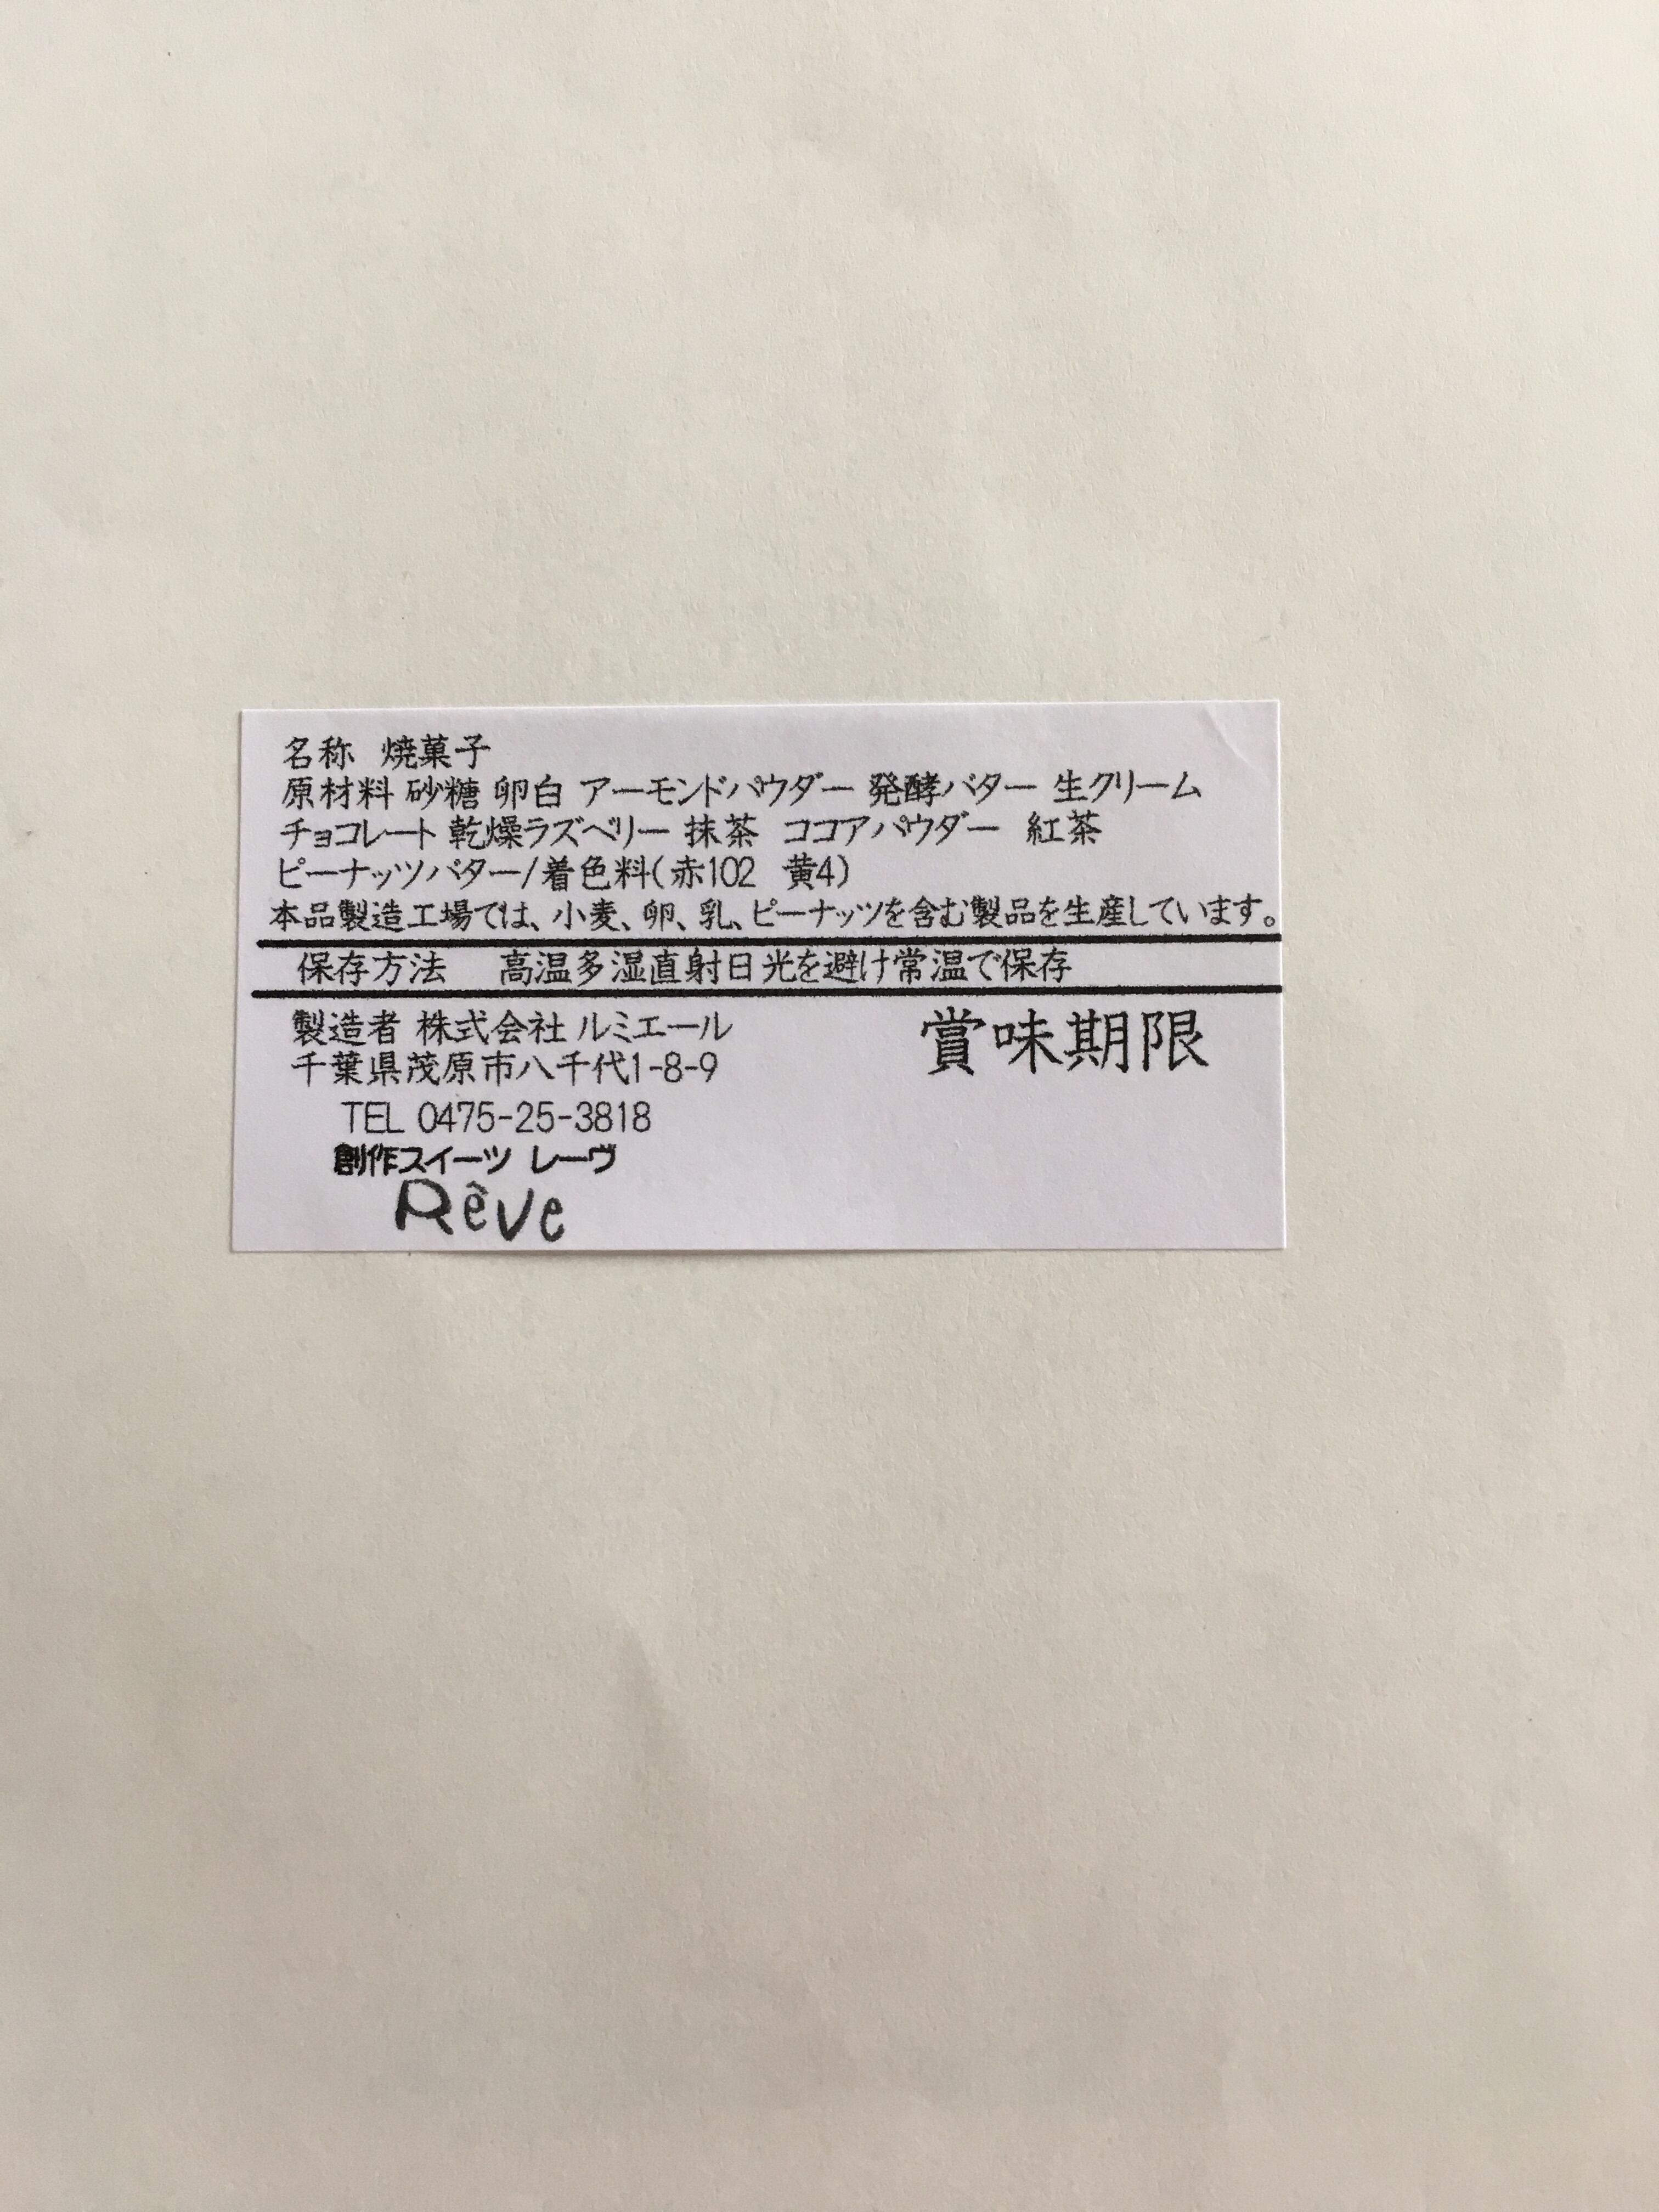 名称 焼菓子
原材料 砂糖 卵白 アーモンドパウダー 発酵バター 生クリーム
チョコレート 乾燥ラズベリー 抹茶 ココアパウダー 紅茶
ピーナッツバター/着色料(赤102 黄4)
本品製造工場では、小麦、卵、乳、ピーナッツを含む製品を生産しています。
保存方法 高温多湿直射日光を避け常温で保存
製造者 株式会社 ルミエール
千葉県茂原市八千代1-8-9
TEL 0475-25-3818
創作スイーツ レーヴ
Rêve
賞味期限